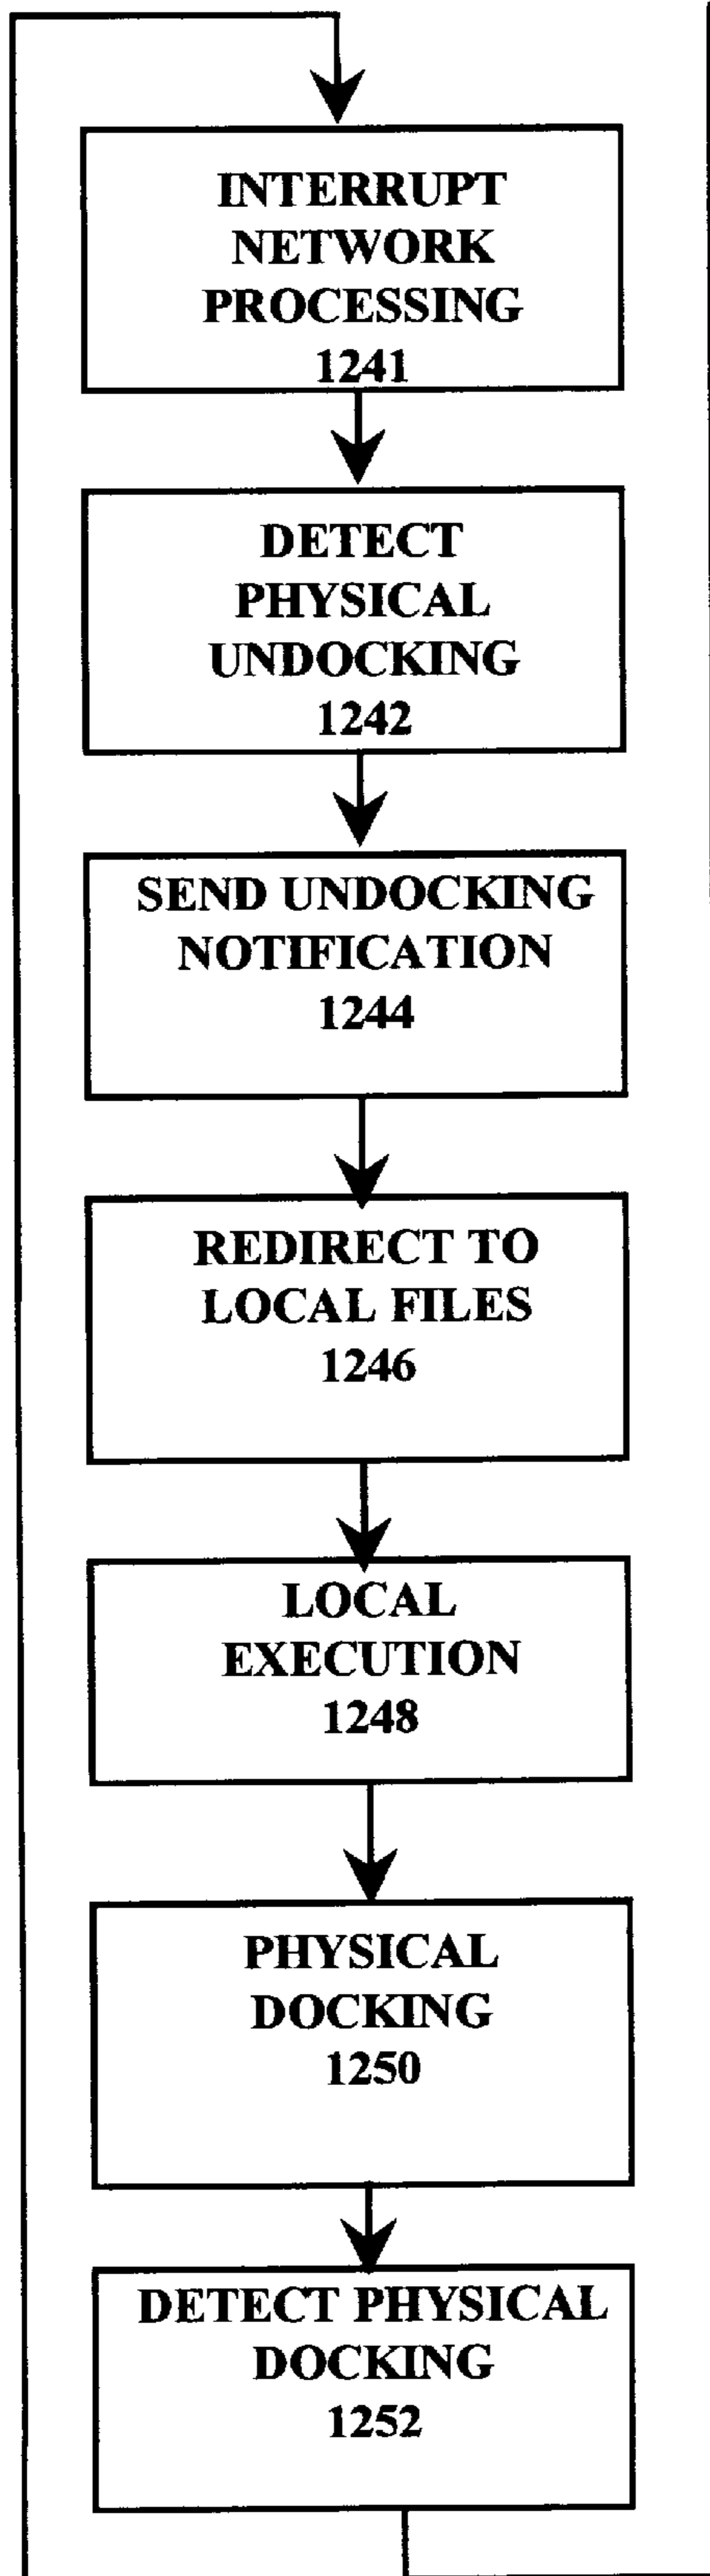 INTERRUPT
NETWORK
PROCESSING
1241
DETECT
PHYSICAL
UNDOCKING
1242
SEND UNDOCKING
NOTIFICATION
1244
REDIRECT TO
LOCAL FILES
1246
LOCAL
EXECUTION
1248
PHYSICAL
DOCKING
1250
DETECT PHYSICAL
DOCKING
1252